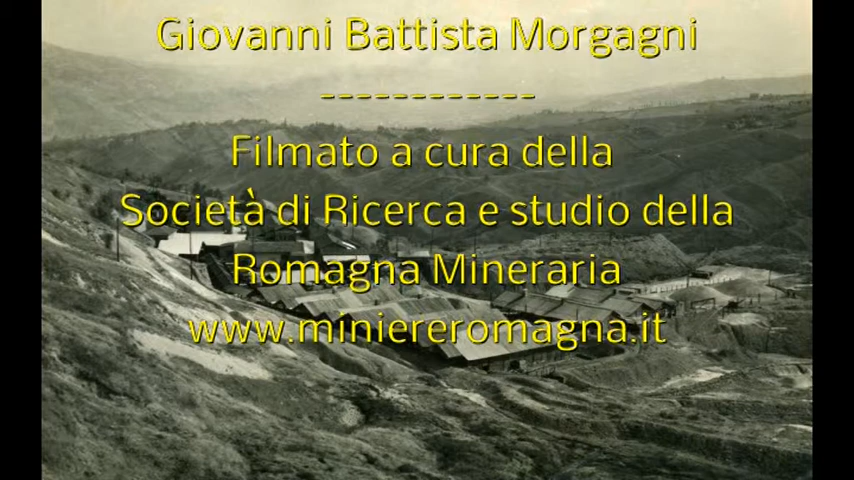 Giovanni Battista Morgagni
------------
Filmato a cura della
Società di Ricerca e studio della
Romagna Mineraria
www.miniereromagna.it